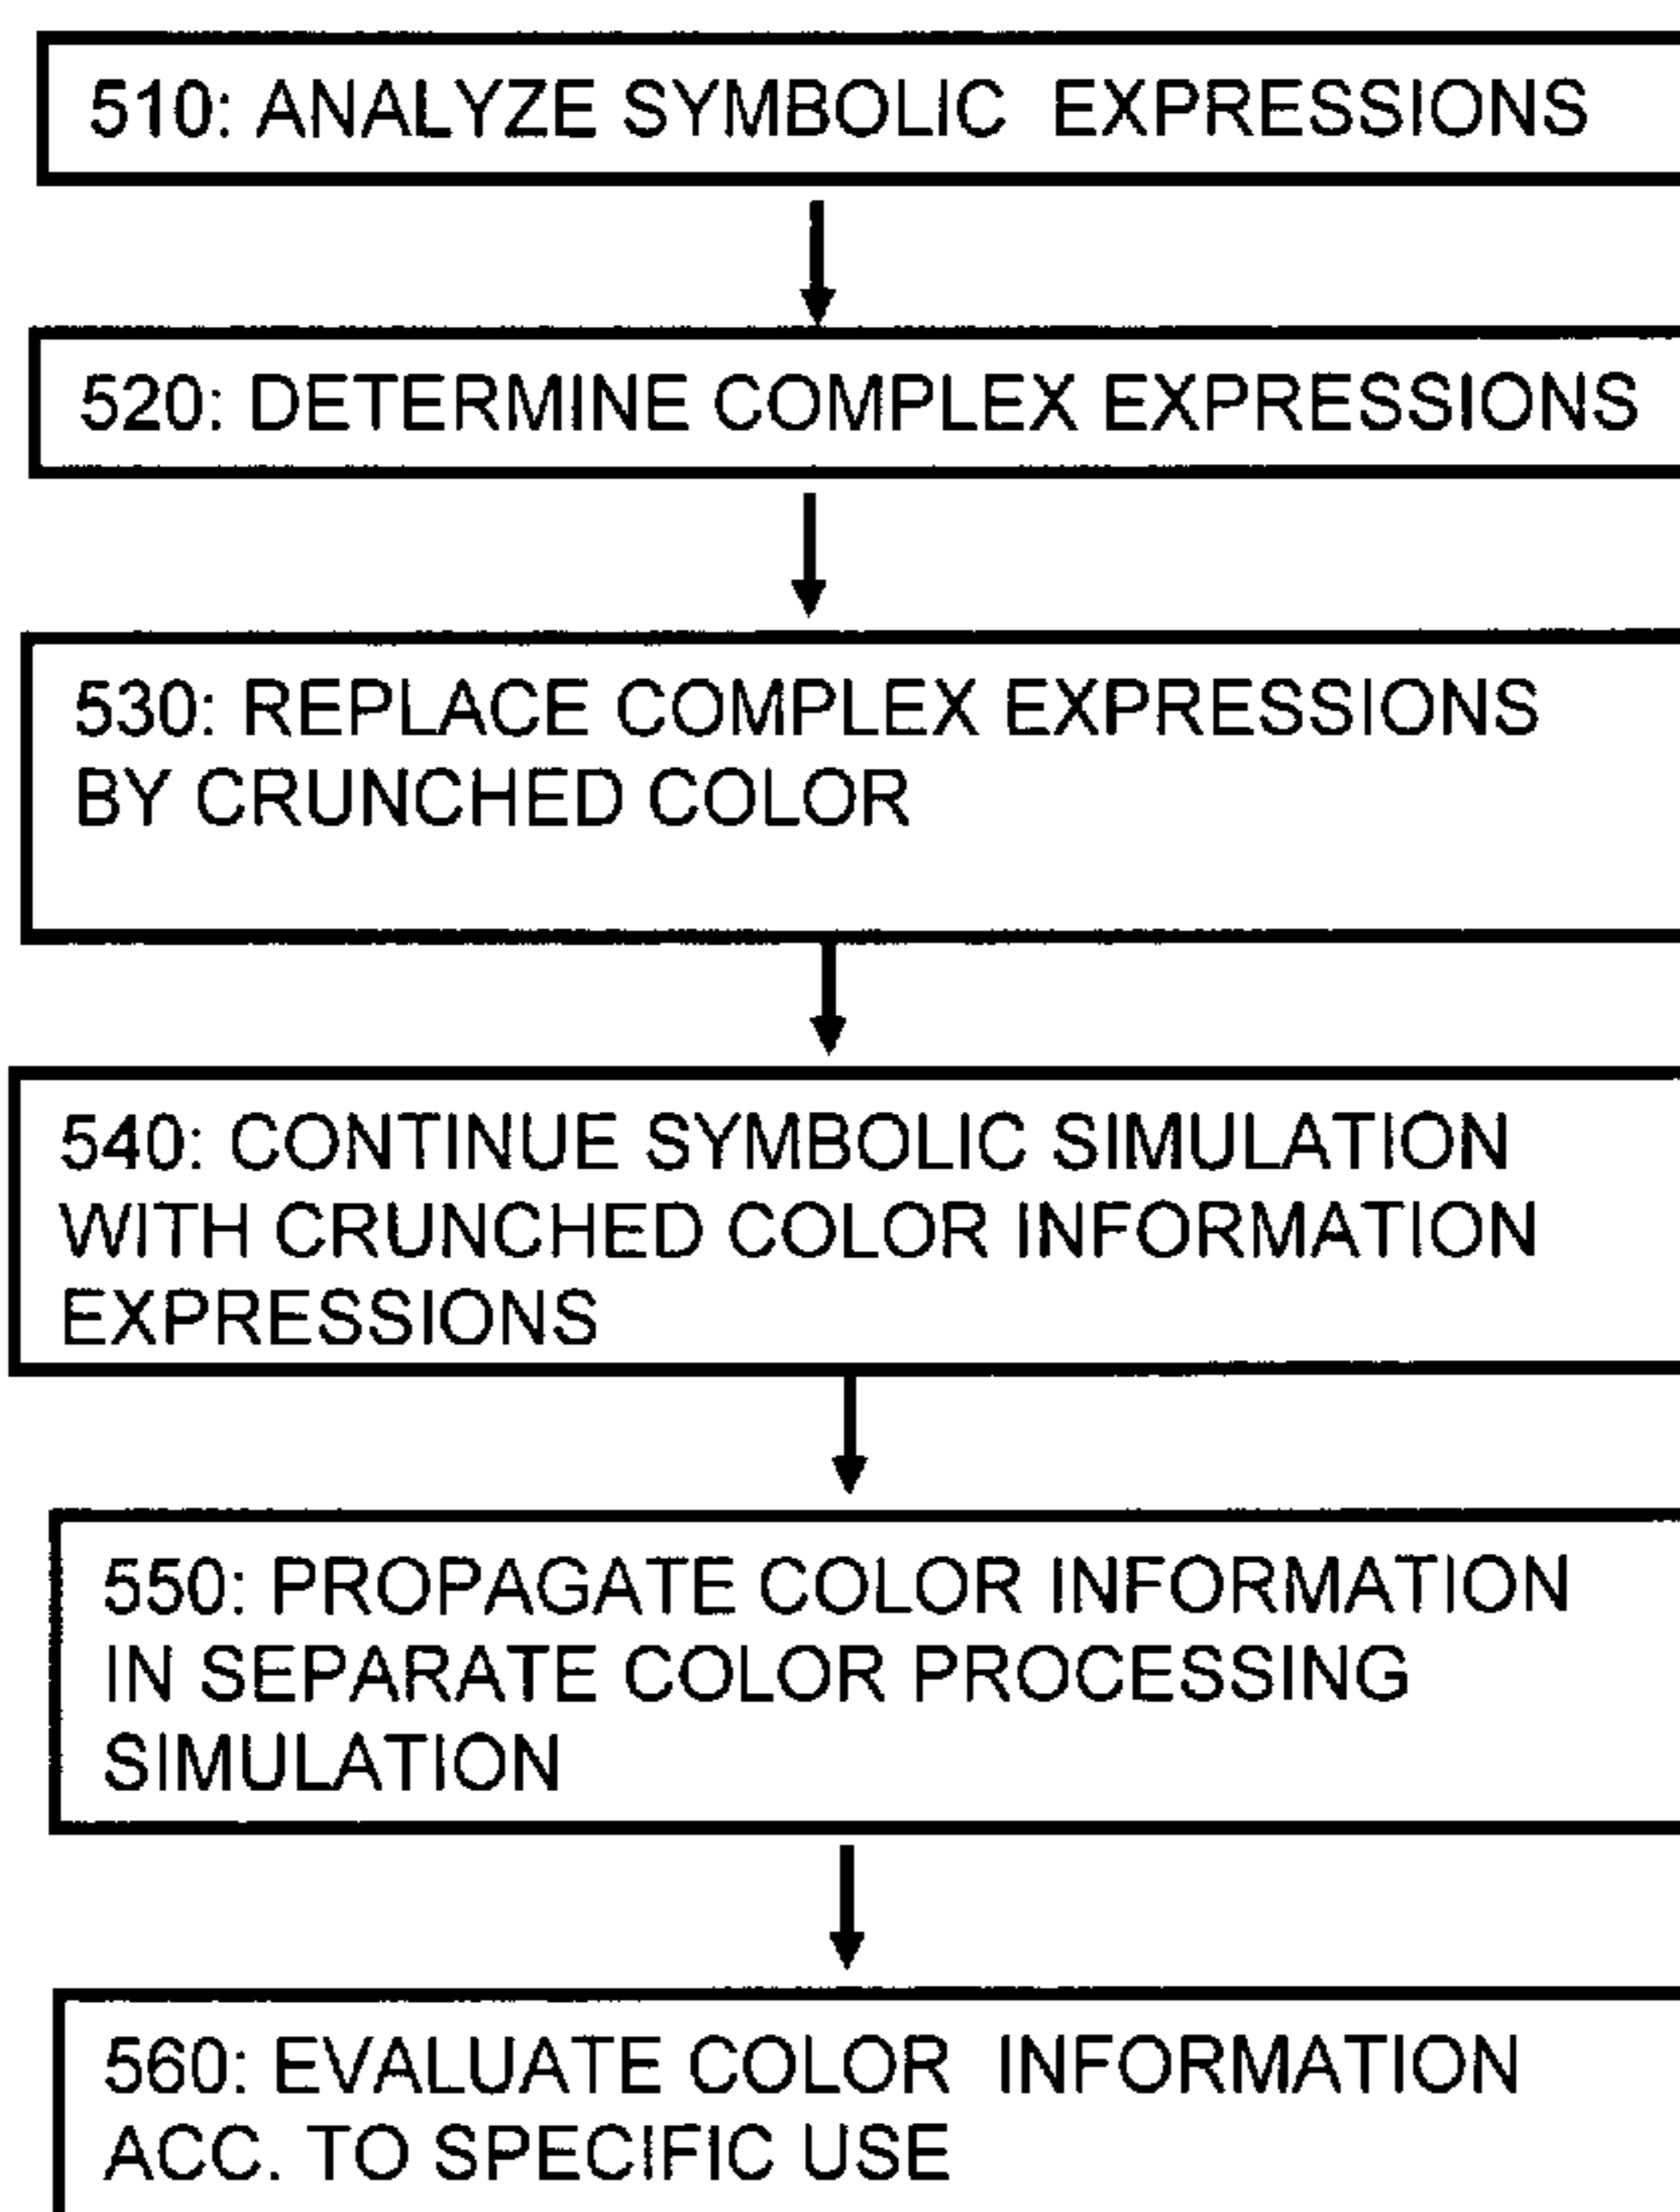 510: ANALYZE SYMBOLIC EXPRESSIONS
520: DETERMINE COMPLEX EXPRESSIONS
530: REPLACE COMPLEX EXPRESSIONS
BY CRUNCHED COLOR
540: CONTINUE SYMBOLIC SIMULATION
WITH CRUNCHED COLOR INFORMATION
EXPRESSIONS
550: PROPAGATE COLOR INFORMATION
IN SEPARATE COLOR PROCESSING
SIMULATION
560: EVALUATE COLOR INFORMATION
ACC. TO SPECIFIC USE